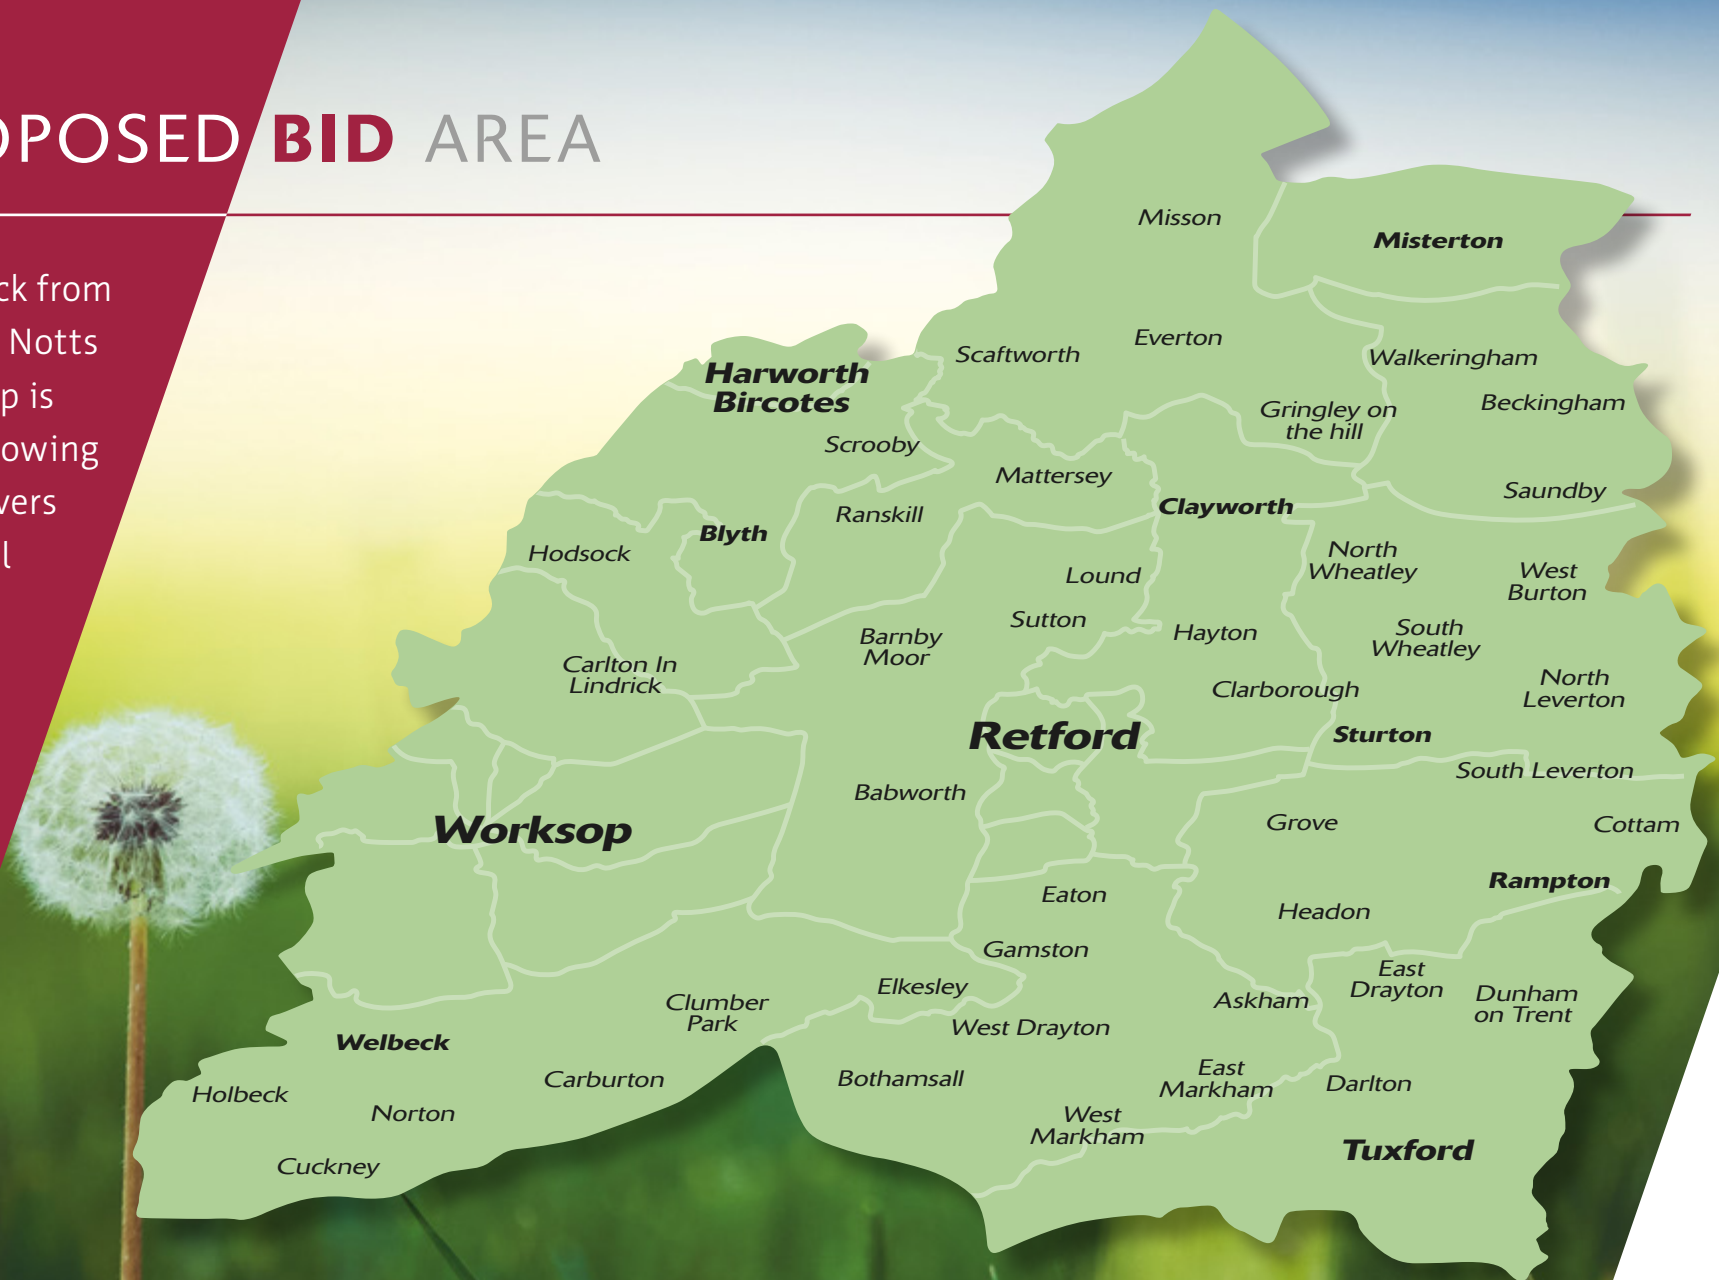 OPOSED BID AREA
ck from
Notts
p is
owing
vers
l
Misson
Misterton
Everton
Scaftworth
Walkeringham
Harworth
Bircotes
Beckingham
Gringley on
the hill
Scrooby
Mattersey
Saundby
Clayworth
Ranskill
Blyth
Hodsock
North
Wheatley
West
Burton
Lound
Sutton
Hayton
South
Wheatley
Barnby
Moor
Carlton In
Lindrick
Clarborough
North
Leverton
Retford
Sturton
South Leverton
Babworth
Worksop
Grove
Cottam
Rampton
Eaton
Headon
Gamston
East
Drayton
Elkesley
Clumber
Park
Askham
Dunham
on Trent
West Drayton
Welbeck
Carburton
Bothamsall
East
Markham
Darlton
Holbeck
Norton
West
Markham
Tuxford
Cuckney